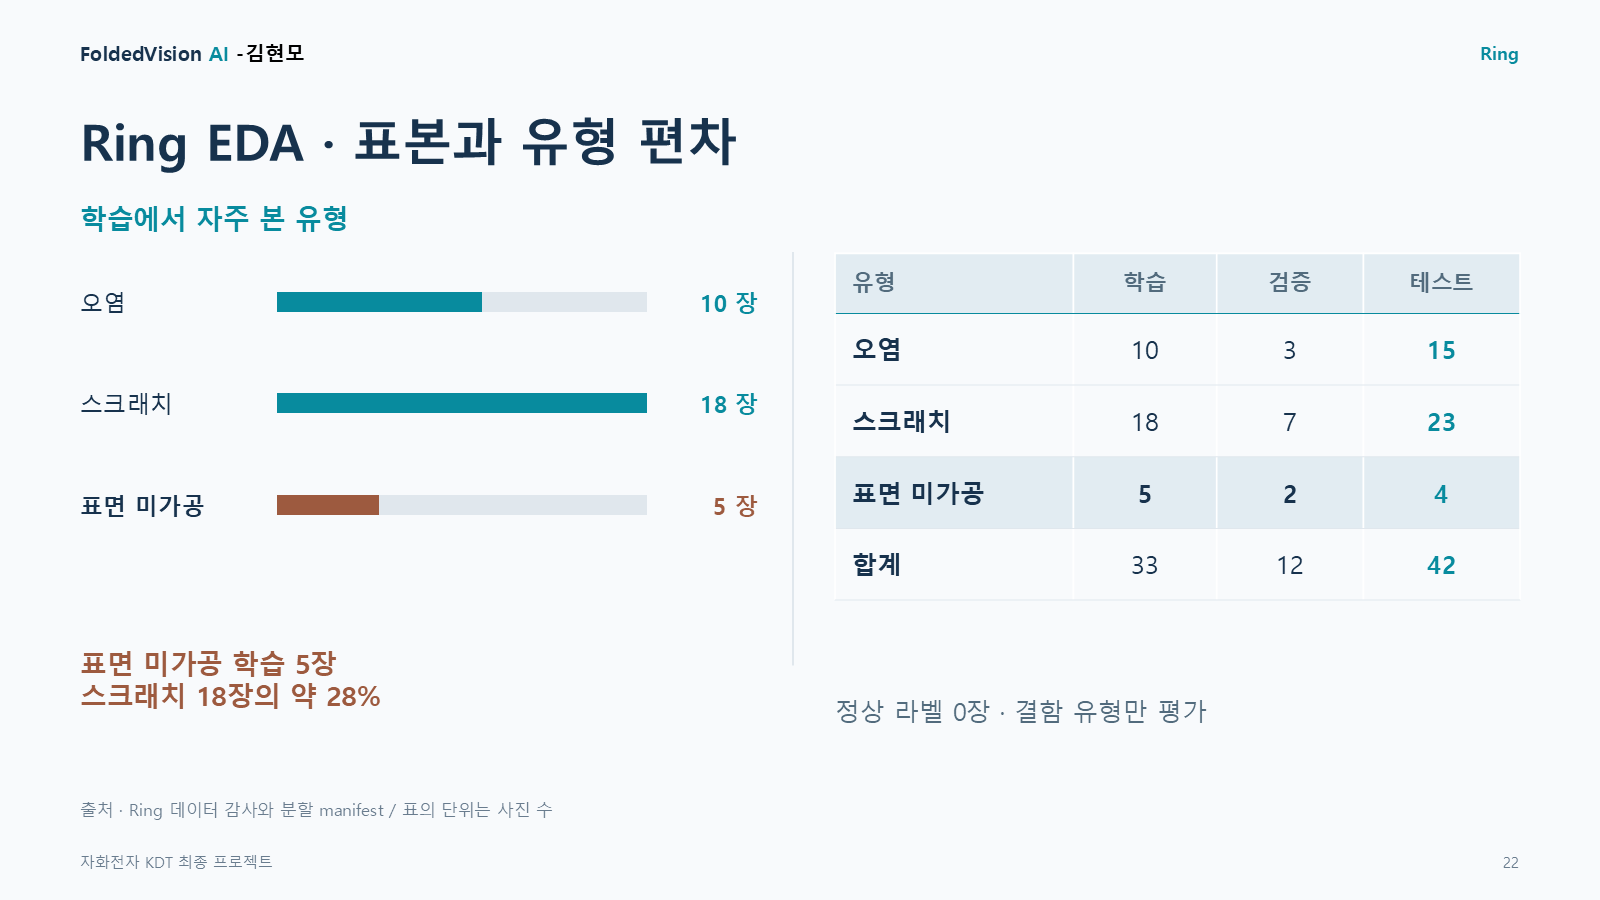 FoldedVision AI -김현모
Ring
Ring EDA · 표본과 유형 편차
학습에서 자주 본 유형
오염 10 장
스크래치 18 장
표면 미가공 5 장
표면 미가공 학습 5장
스크래치 18장의 약 28%
유형 학습 검증 테스트
오염 10 3 15
스크래치 18 7 23
표면 미가공 5 2 4
합계 33 12 42
정상 라벨 0장 · 결함 유형만 평가
출처 · Ring 데이터 감사와 분할 manifest / 표의 단위는 사진 수
자화전자 KDT 최종 프로젝트
22